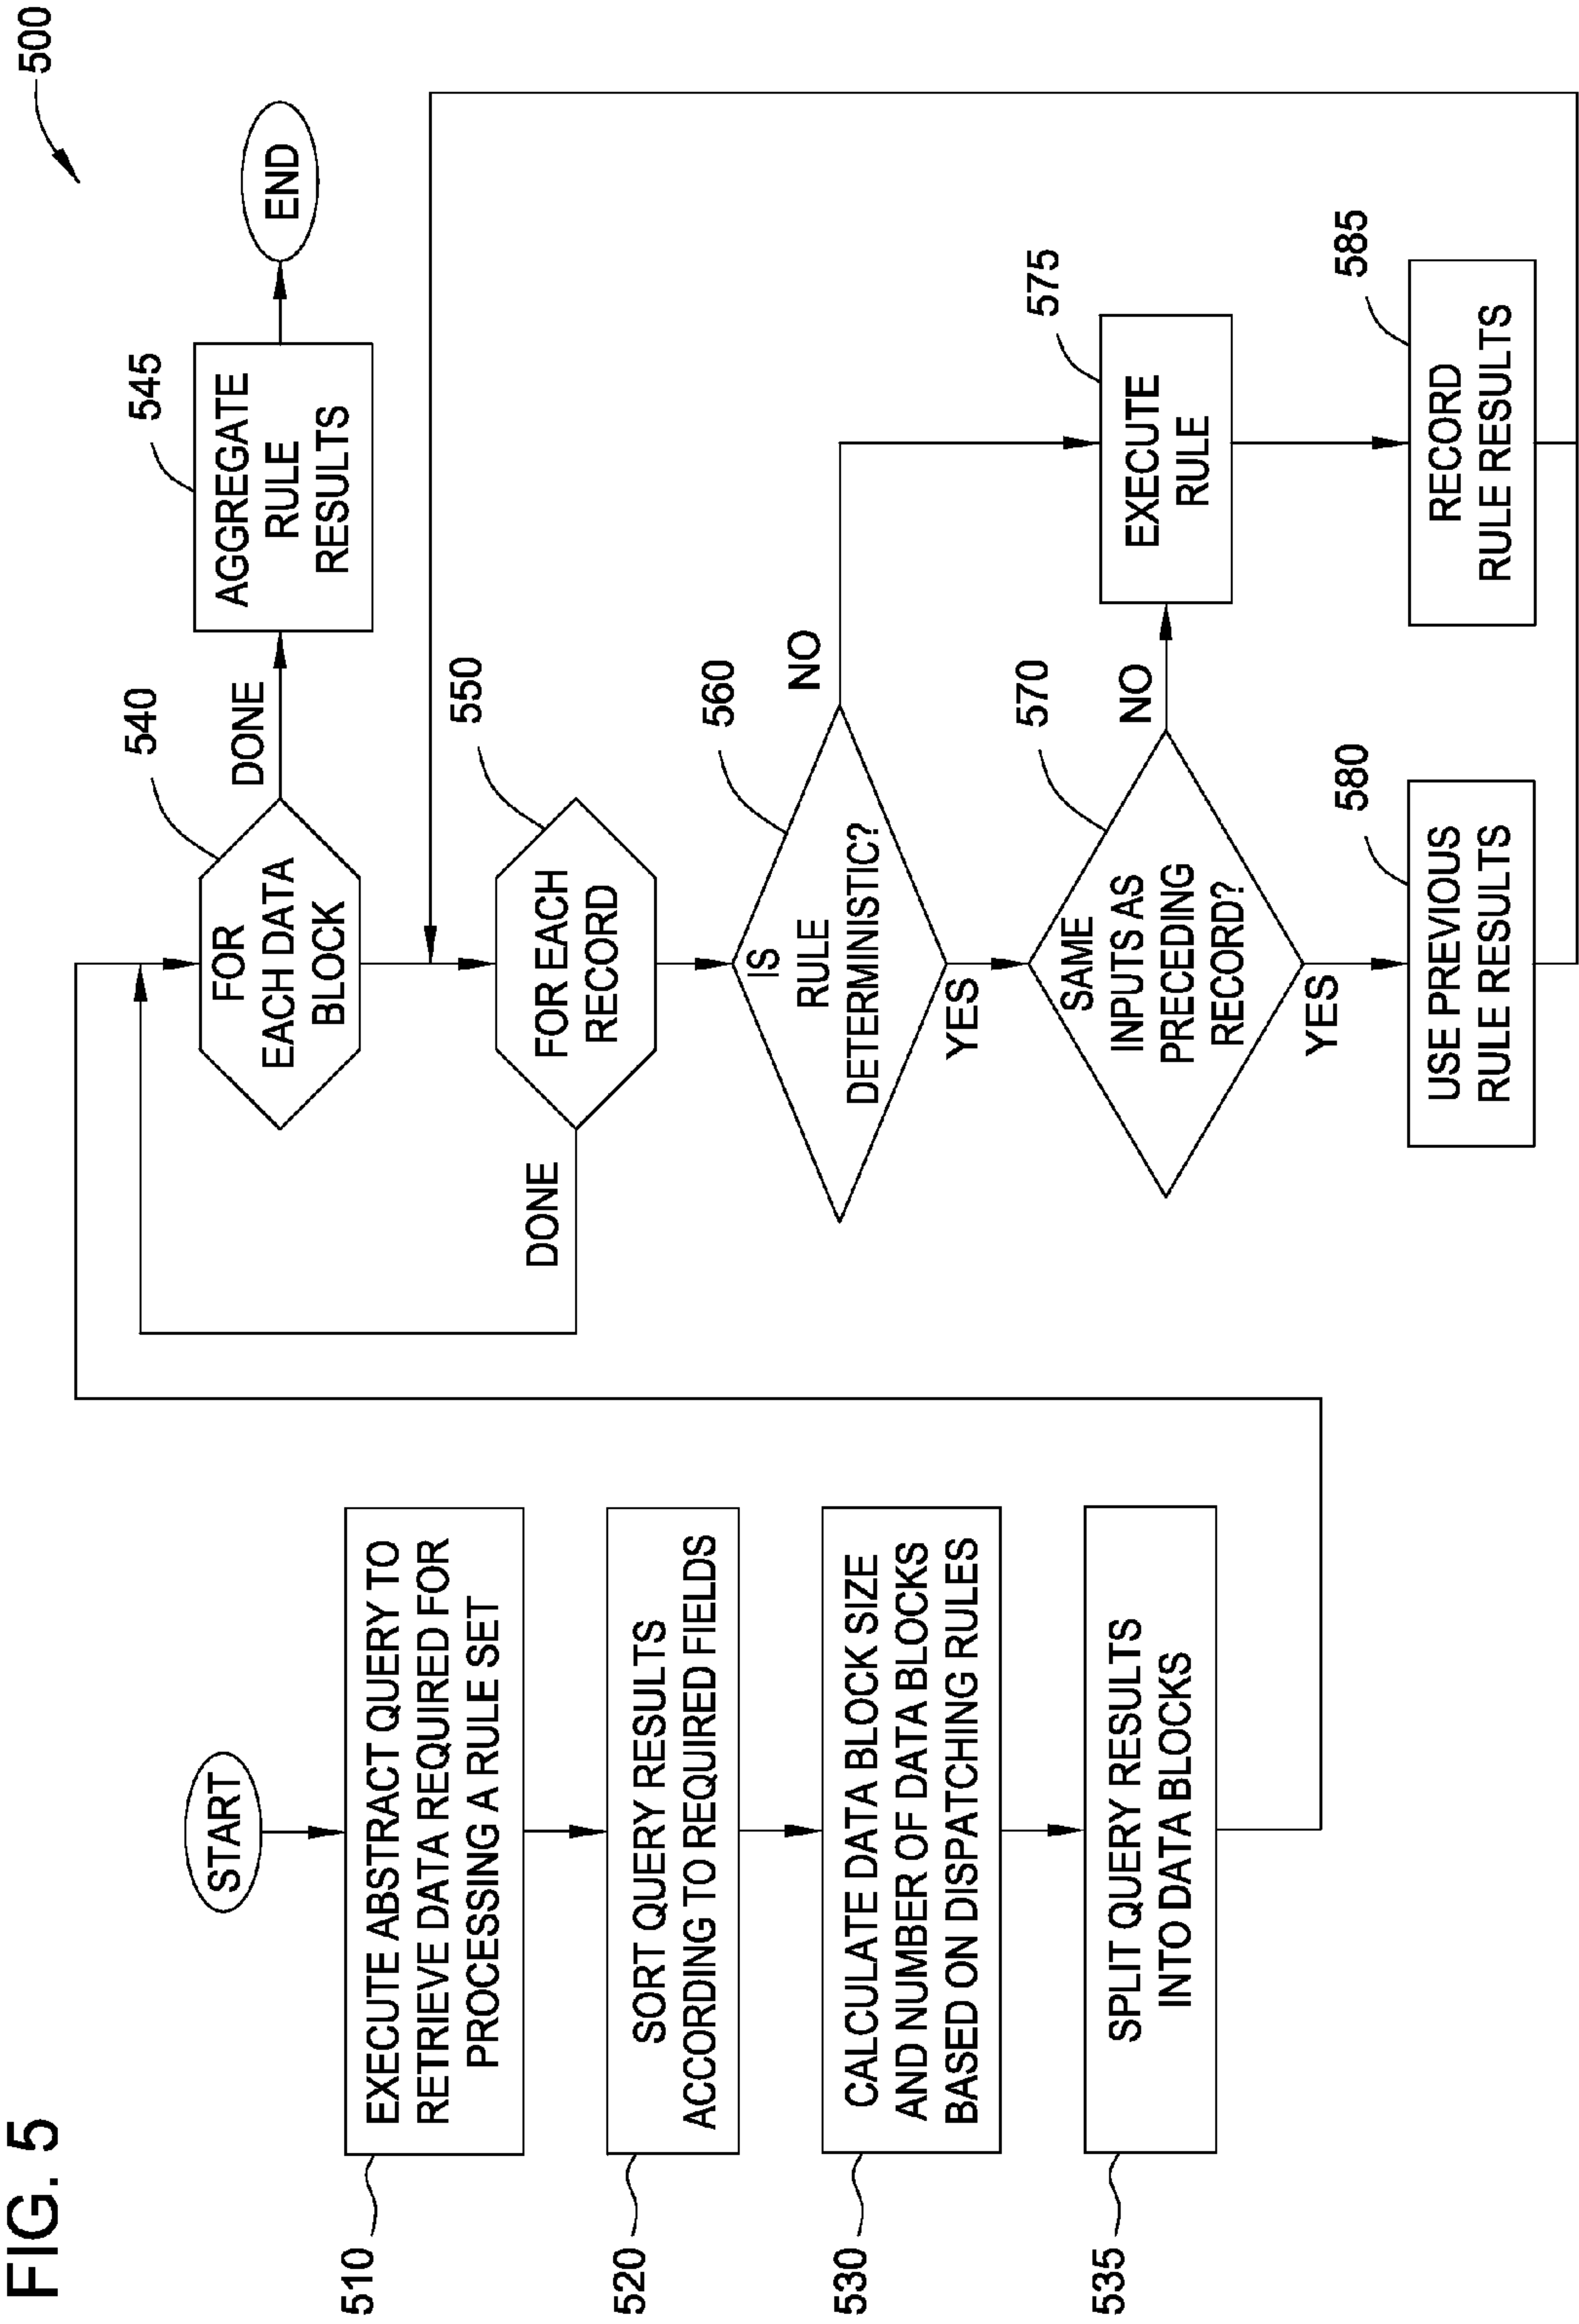 FIG. 5
500
START
510
EXECUTE ABSTRACT QUERY TO
RETRIEVE DATA REQUIRED FOR
PROCESSING A RULE SET
520
SORT QUERY RESULTS
ACCORDING TO REQUIRED FIELDS
530
CALCULATE DATA BLOCK SIZE
AND NUMBER OF DATA BLOCKS
BASED ON DISPATCHING RULES
535
SPLIT QUERY RESULTS
INTO DATA BLOCKS
540
FOR
EACH DATA
BLOCK
DONE
545
AGGREGATE
RULE
RESULTS
END
550
FOR EACH
RECORD
DONE
560
IS
RULE
DETERMINISTIC?
NO
YES
570
SAME
INPUTS AS
PRECEDING
RECORD?
NO
YES
575
EXECUTE
RULE
580
USE PREVIOUS
RULE RESULTS
585
RECORD
RULE RESULTS